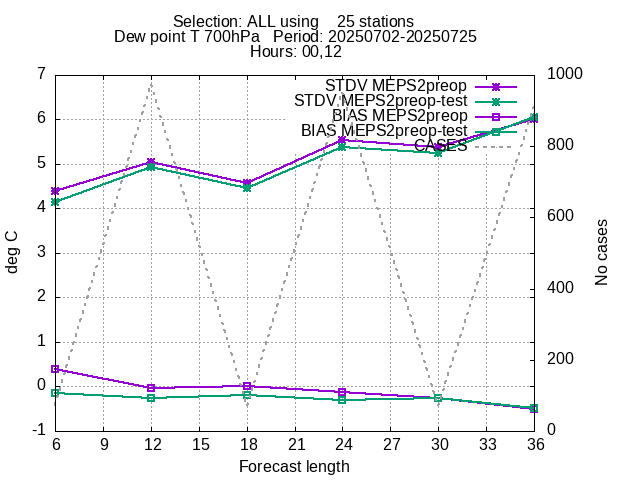 Selection: ALL using    25 stations
Dew point T 700hPa   Period: 20250702-20250725
Hours: 00,12
STDV MEPS2preop
STDV MEPS2preop-test
BIAS MEPS2preop
BIAS MEPS2preop-test
CASES
7
6
5
4
3
2
1
0
-1
deg C
1000
800
600
400
200
0
No cases
6 9 12 15 18 21 24 27 30 33 36
Forecast length